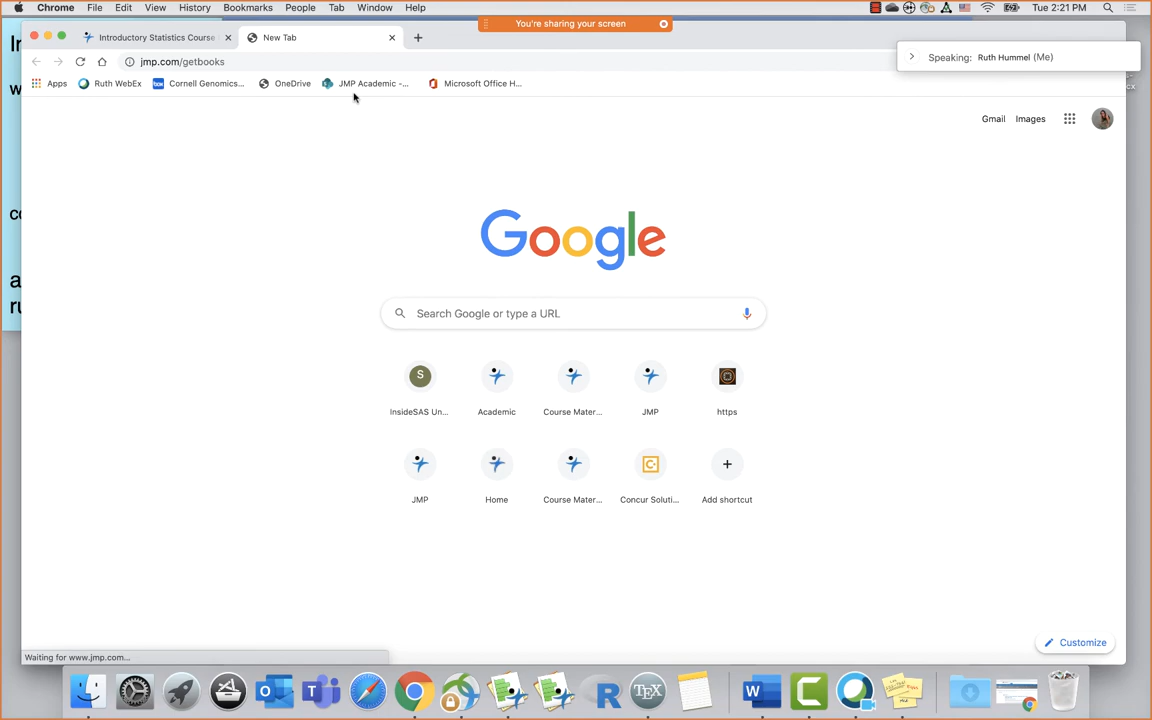 Chrome File Edit View History Bookmarks People Tab Window Help
Tue 2:21 PM
You're sharing your screen
Introductory Statistics Course
New Tab
jmp.com/getbooks
Speaking: Ruth Hummel (Me)
Apps Ruth WebEx Cornell Genomics... OneDrive JMP Academic -... Microsoft Office H...
Gmail Images
Google
Search Google or type a URL
S
InsideSAS Un... Academic Course Mater... JMP https
JMP Home Course Mater... Concur Soluti... Add shortcut
Customize
Waiting for www.jmp.com...